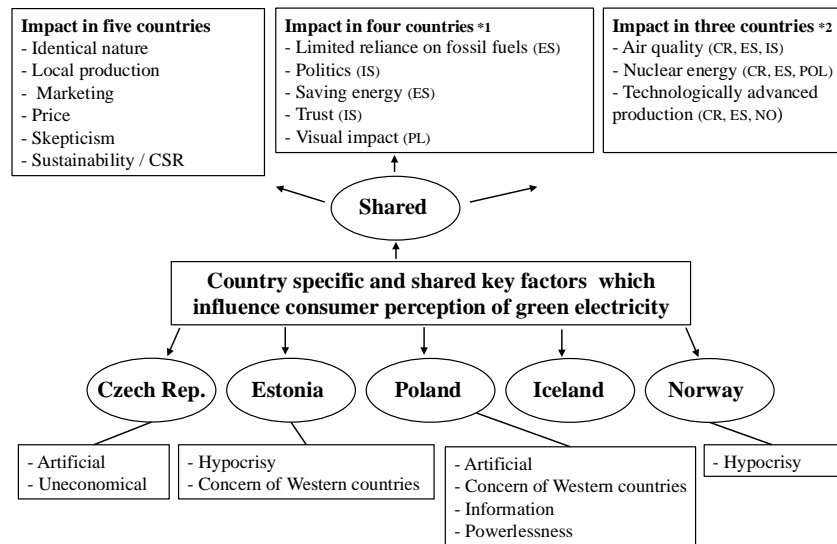 Impact in five countries
- Identical nature
- Local production
- Marketing
- Price
- Skepticism
- Sustainability / CSR
Impact in four countries *1
- Limited reliance on fossil fuels (ES)
- Politics (IS)
- Saving energy (ES)
- Trust (IS)
- Visual impact (PL)
Impact in three countries *2
- Air quality (CR, ES, IS)
- Nuclear energy (CR, ES, POL)
- Technologically advanced
production (CR, ES, NO)
Shared
Country specific and shared key factors which
influence consumer perception of green electricity
Czech Rep.
Estonia
Poland
Iceland
Norway
- Artificial
- Uneconomical
- Hypocrisy
- Concern of Western countries
- Artificial
- Concern of Western countries
- Information
- Powerlessness
- Hypocrisy